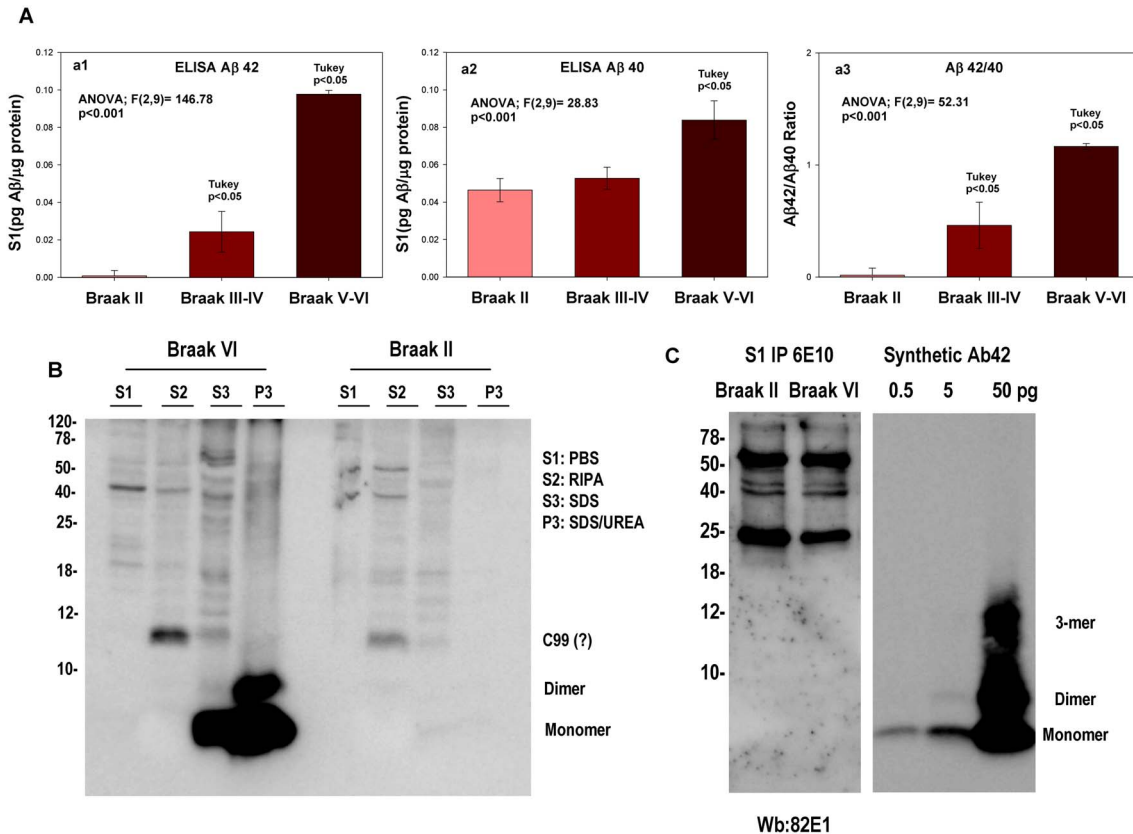 A
0.12
0.10
0.08
0.06
0.04
0.02
0.00
S1(pg Aβ/μg protein)
a1
ELISA Aβ 42
ANOVA; F(2,9)= 146.78
p<0.001
Tukey
p<0.05
Tukey
p<0.05
Braak II
Braak III-IV
Braak V-VI
0.12
0.10
0.08
0.06
0.04
0.02
0.00
S1(pg Aβ/μg protein)
a2
ELISA Aβ 40
ANOVA; F(2,9)= 28.83
p<0.001
Tukey
p<0.05
Braak II
Braak III-IV
Braak V-VI
2
1
0
Aβ42/Aβ40 Ratio
a3
Aβ 42/40
ANOVA; F(2,9)= 52.31
p<0.001
Tukey
p<0.05
Tukey
p<0.05
Braak II
Braak III-IV
Braak V-VI
B
Braak VI
Braak II
S1 S2 S3 P3 S1 S2 S3 P3
120-
78-
50-
40-
25-
18-
12-
10-
S1: PBS
S2: RIPA
S3: SDS
P3: SDS/UREA
C99 (?)
Dimer
Monomer
C
S1 IP 6E10
Synthetic Ab42
Braak II Braak VI
0.5 5 50 pg
78-
50-
40-
25-
18-
12-
10-
3-mer
Dimer
Monomer
Wb:82E1